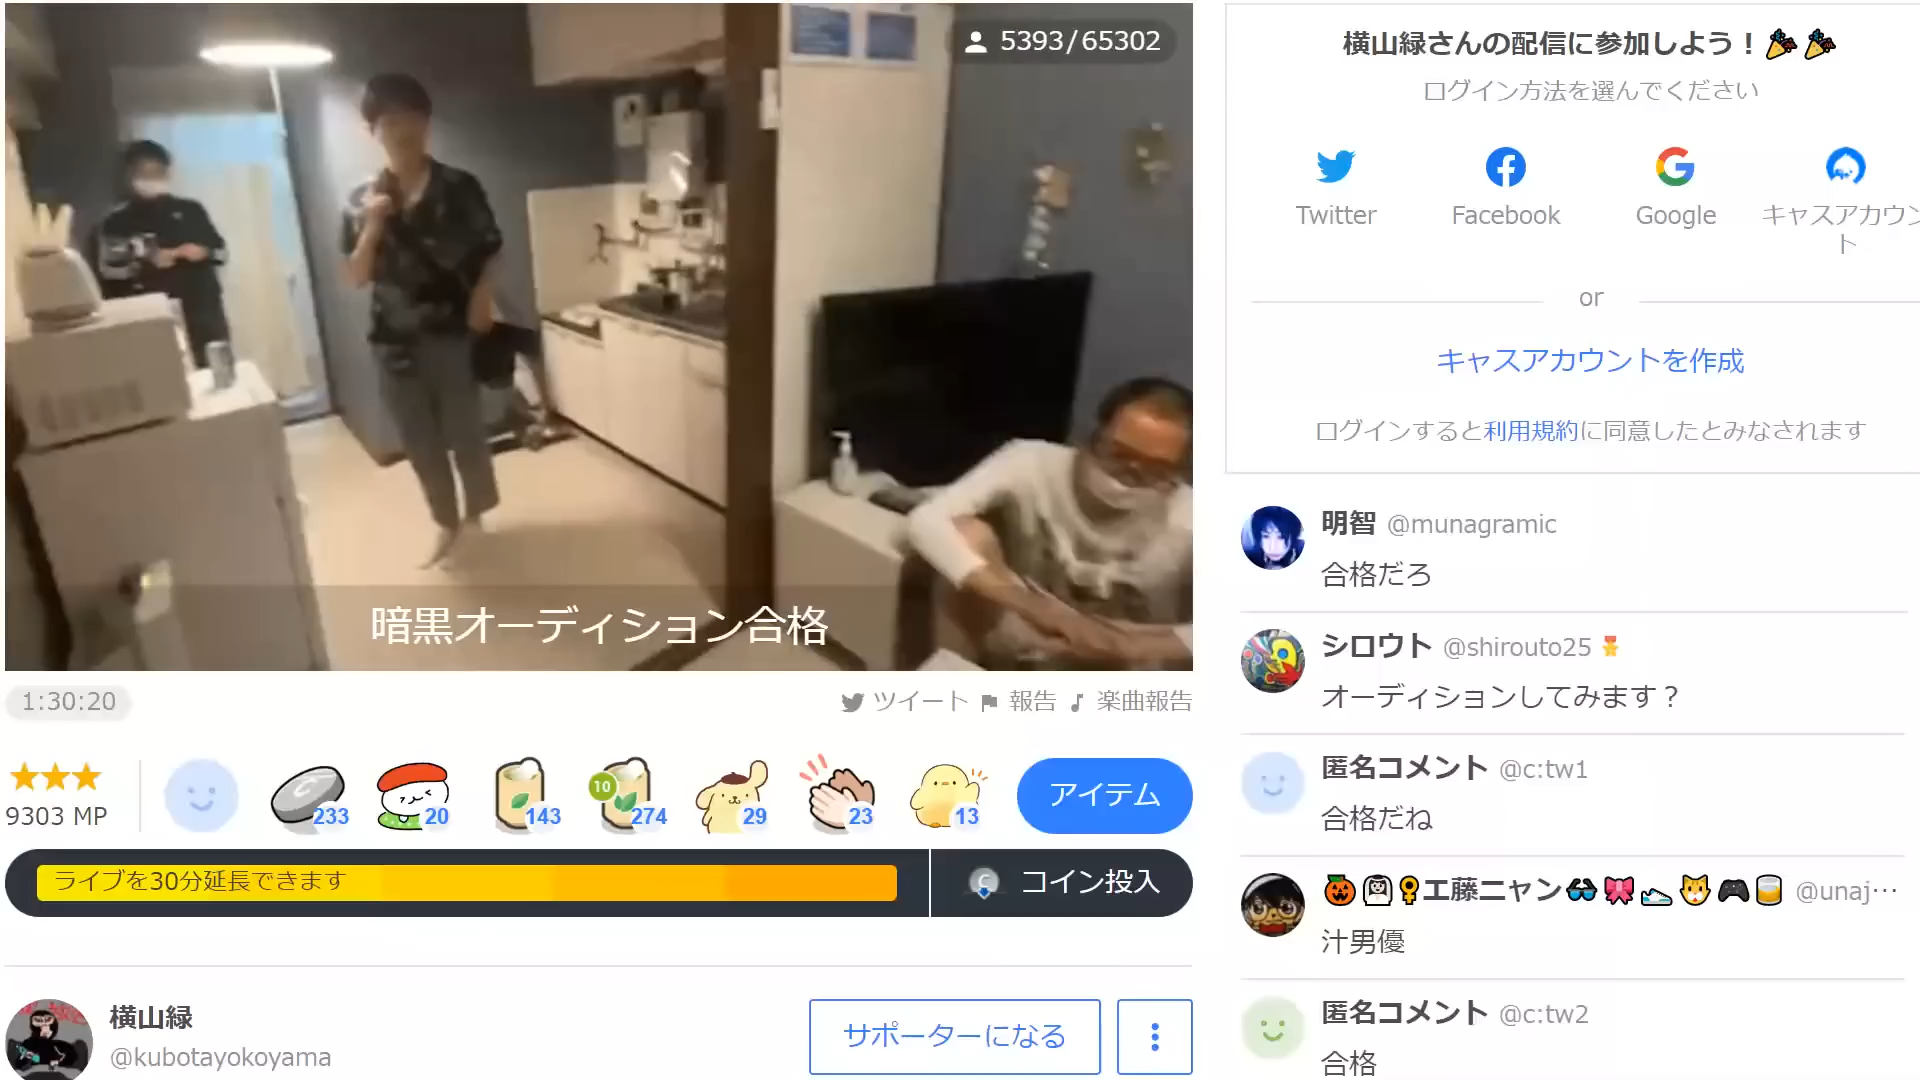 5393/65302
暗黒オーディション合格
1:30:20
ツイート 報告 楽曲報告
9303 MP
233
20
143
10
274
29
23
13
アイテム
ライブを30分延長できます
C コイン投入
横山緑
@kubotayokoyama
サポーターになる
横山緑さんの配信に参加しよう！
ログイン方法を選んでください
Twitter
Facebook
Google
キャスアカウン
ト
or
キャスアカウントを作成
ログインすると利用規約に同意したとみなされます
明智 @munagramic
合格だろ
シロウト @shirouto25
オーディションしてみます？
匿名コメント @c:tw1
合格だね
工藤ニャン @unaj…
汁男優
匿名コメント @c:tw2
合格